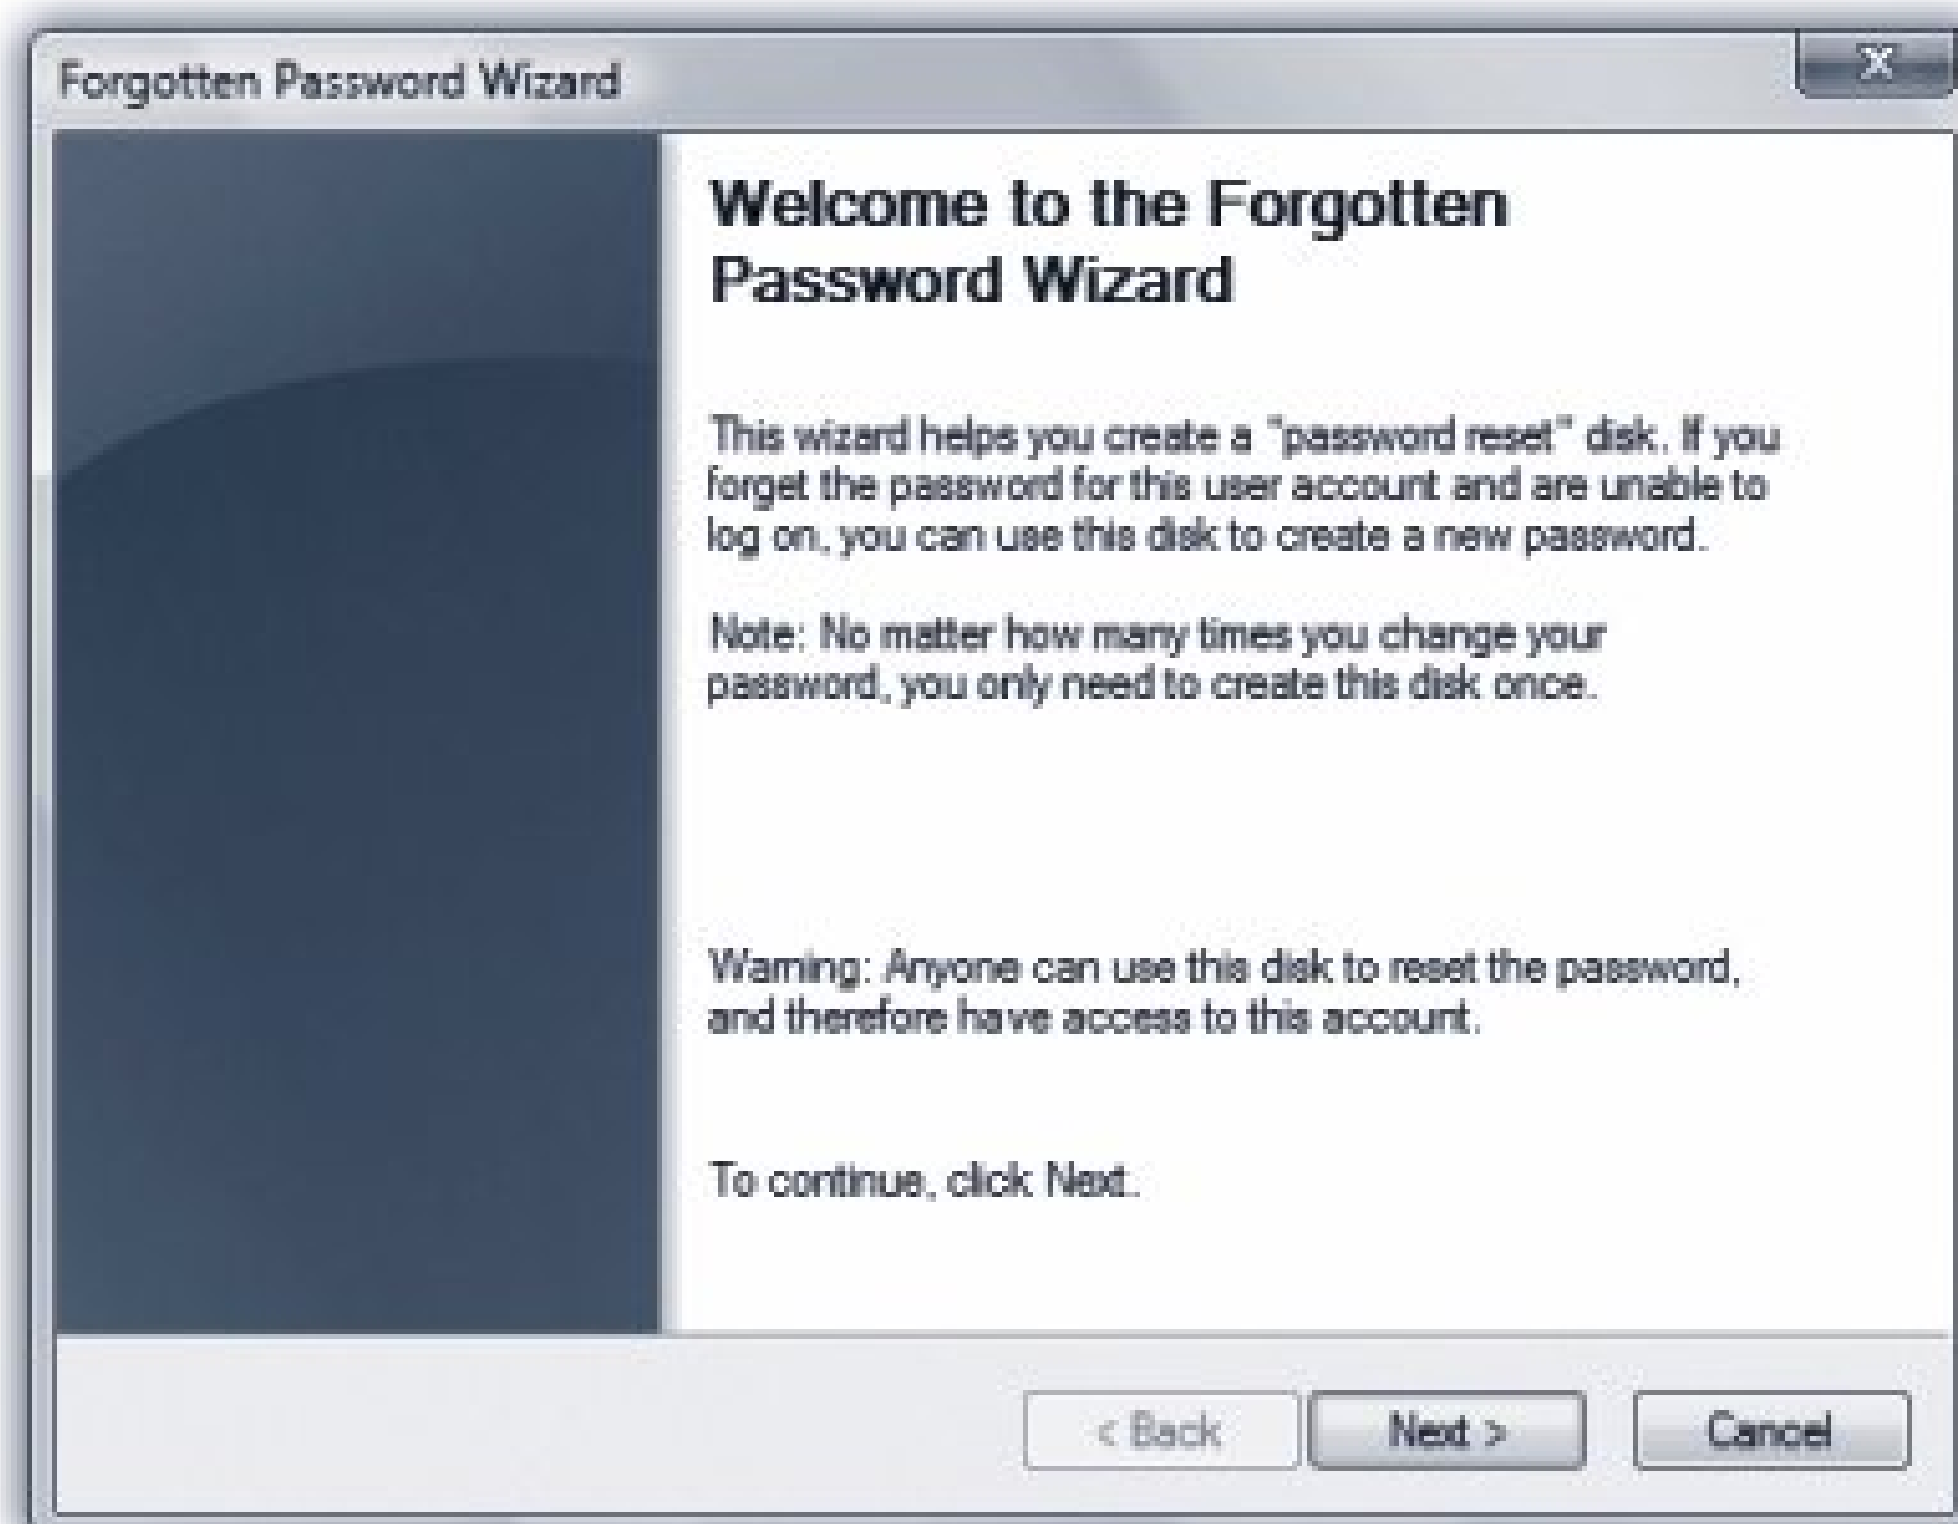 Forgotten Password Wizard
X
Welcome to the Forgotten
Password Wizard
This wizard helps you create a "password reset" disk. If you
forget the password for this user account and are unable to
log on, you can use this disk to create a new password.
Note: No matter how many times you change your
password, you only need to create this disk once.
Warning: Anyone can use this disk to reset the password,
and therefore have access to this account.
To continue, click Next.
< Back
Next >
Cancel